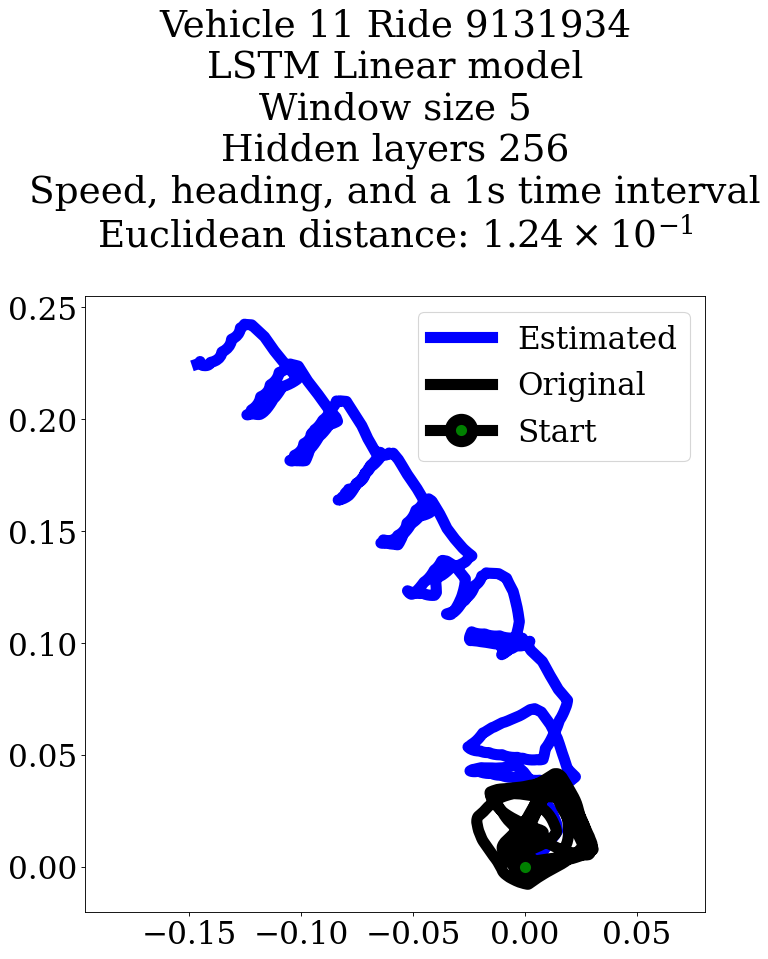 Vehicle 11 Ride 9131934
LSTM Linear model
Window size 5
Hidden layers 256
Speed, heading, and a 1s time interval
Euclidean distance: 1.24 × 10⁻¹
Estimated
Original
Start
0.25
0.20
0.15
0.10
0.05
0.00
−0.15 −0.10 −0.05 0.00 0.05